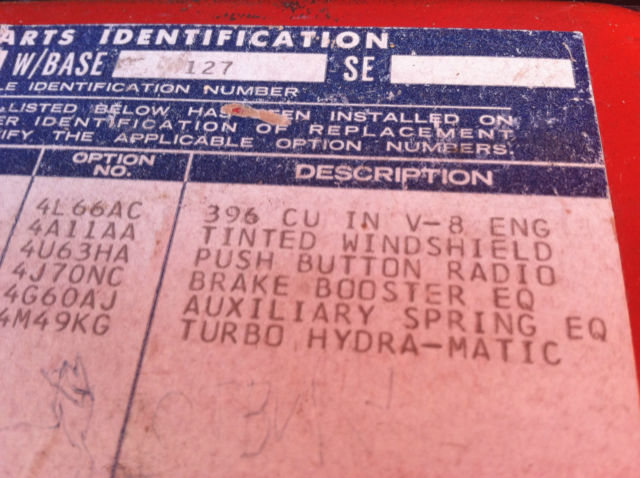 ARTS IDENTIFICATION
W/BASE 127 SE
LE IDENTIFICATION NUMBER
LISTED BELOW HAS EEN INSTALLED ON
ER IDENTIFICATION OF REPLACEMENT
IFY THE APPLICABLE OPTION NUMBERS.
OPTION NO. DESCRIPTION
4L66AC 396 CU IN V-8 ENG
4A11AA TINTED WINDSHIELD
4U63HA PUSH BUTTON RADIO
4J70NC BRAKE BOOSTER EQ
4G60AJ AUXILIARY SPRING EQ
4M49KG TURBO HYDRA-MATIC